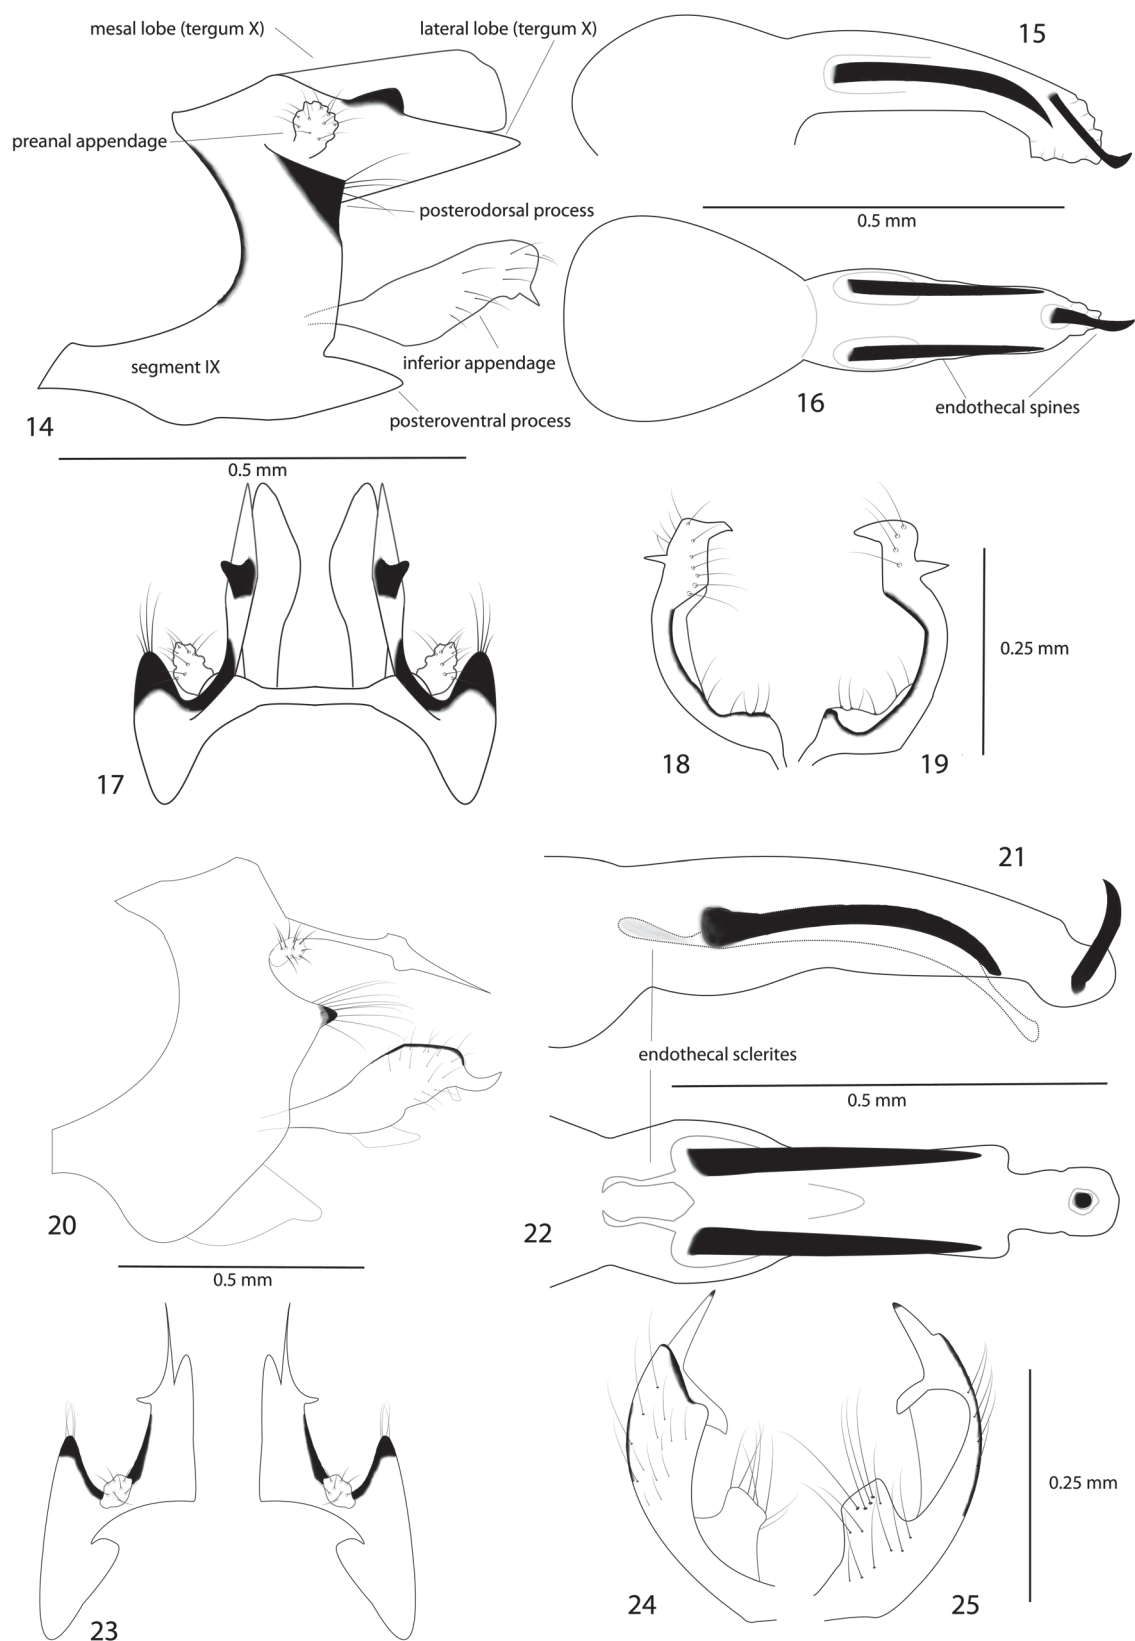 mesal lobe (tergum X)
lateral lobe (tergum X)
15
preanal appendage
posterodorsal process
0.5 mm
segment IX
inferior appendage
16
endothecal spines
14
posteroventral process
0.5 mm
17
18
19
0.25 mm
21
endothecal sclerites
0.5 mm
20
22
0.5 mm
23
24
25
0.25 mm